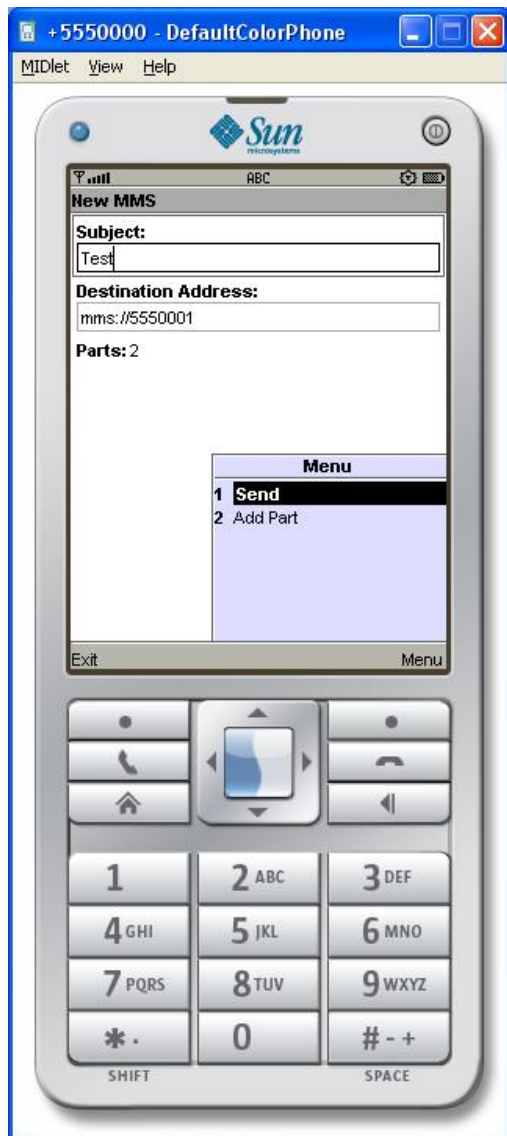 +5550000 - DefaultColorPhone
MIDlet View Help
Sun
microsystems
ABC
New MMS
Subject:
Test
Destination Address:
mms://5550001
Parts: 2
Menu
1 Send
2 Add Part
Exit Menu
1 2 ABC 3 DEF
4 GHI 5 JKL 6 MNO
7 PQRS 8 TUV 9 WXYZ
* . 0 # - +
SHIFT SPACE